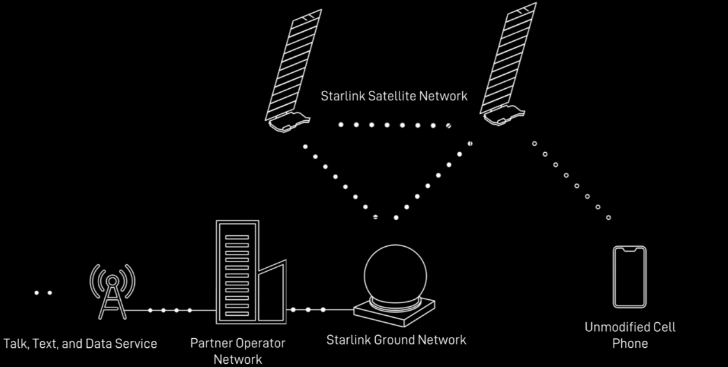 Starlink Satellite Network
Talk, Text, and Data Service
Partner Operator
Network
Starlink Ground Network
Unmodified Cell
Phone